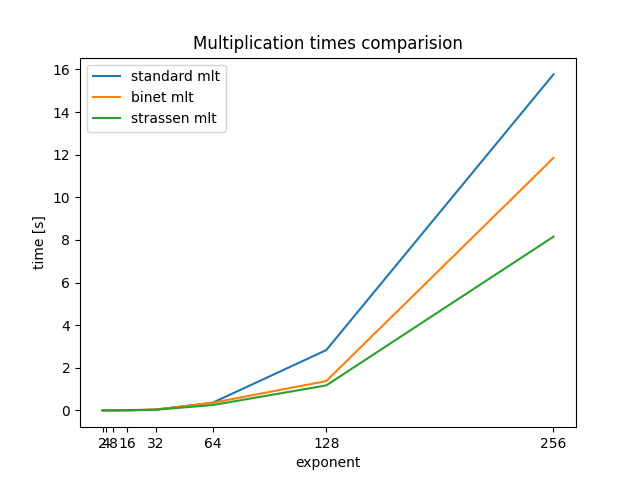 Multiplication times comparision
standard mlt
binet mlt
strassen mlt
16
14
12
10
8
6
4
2
0
time [s]
2 4 8 16 32 64 128 256
exponent